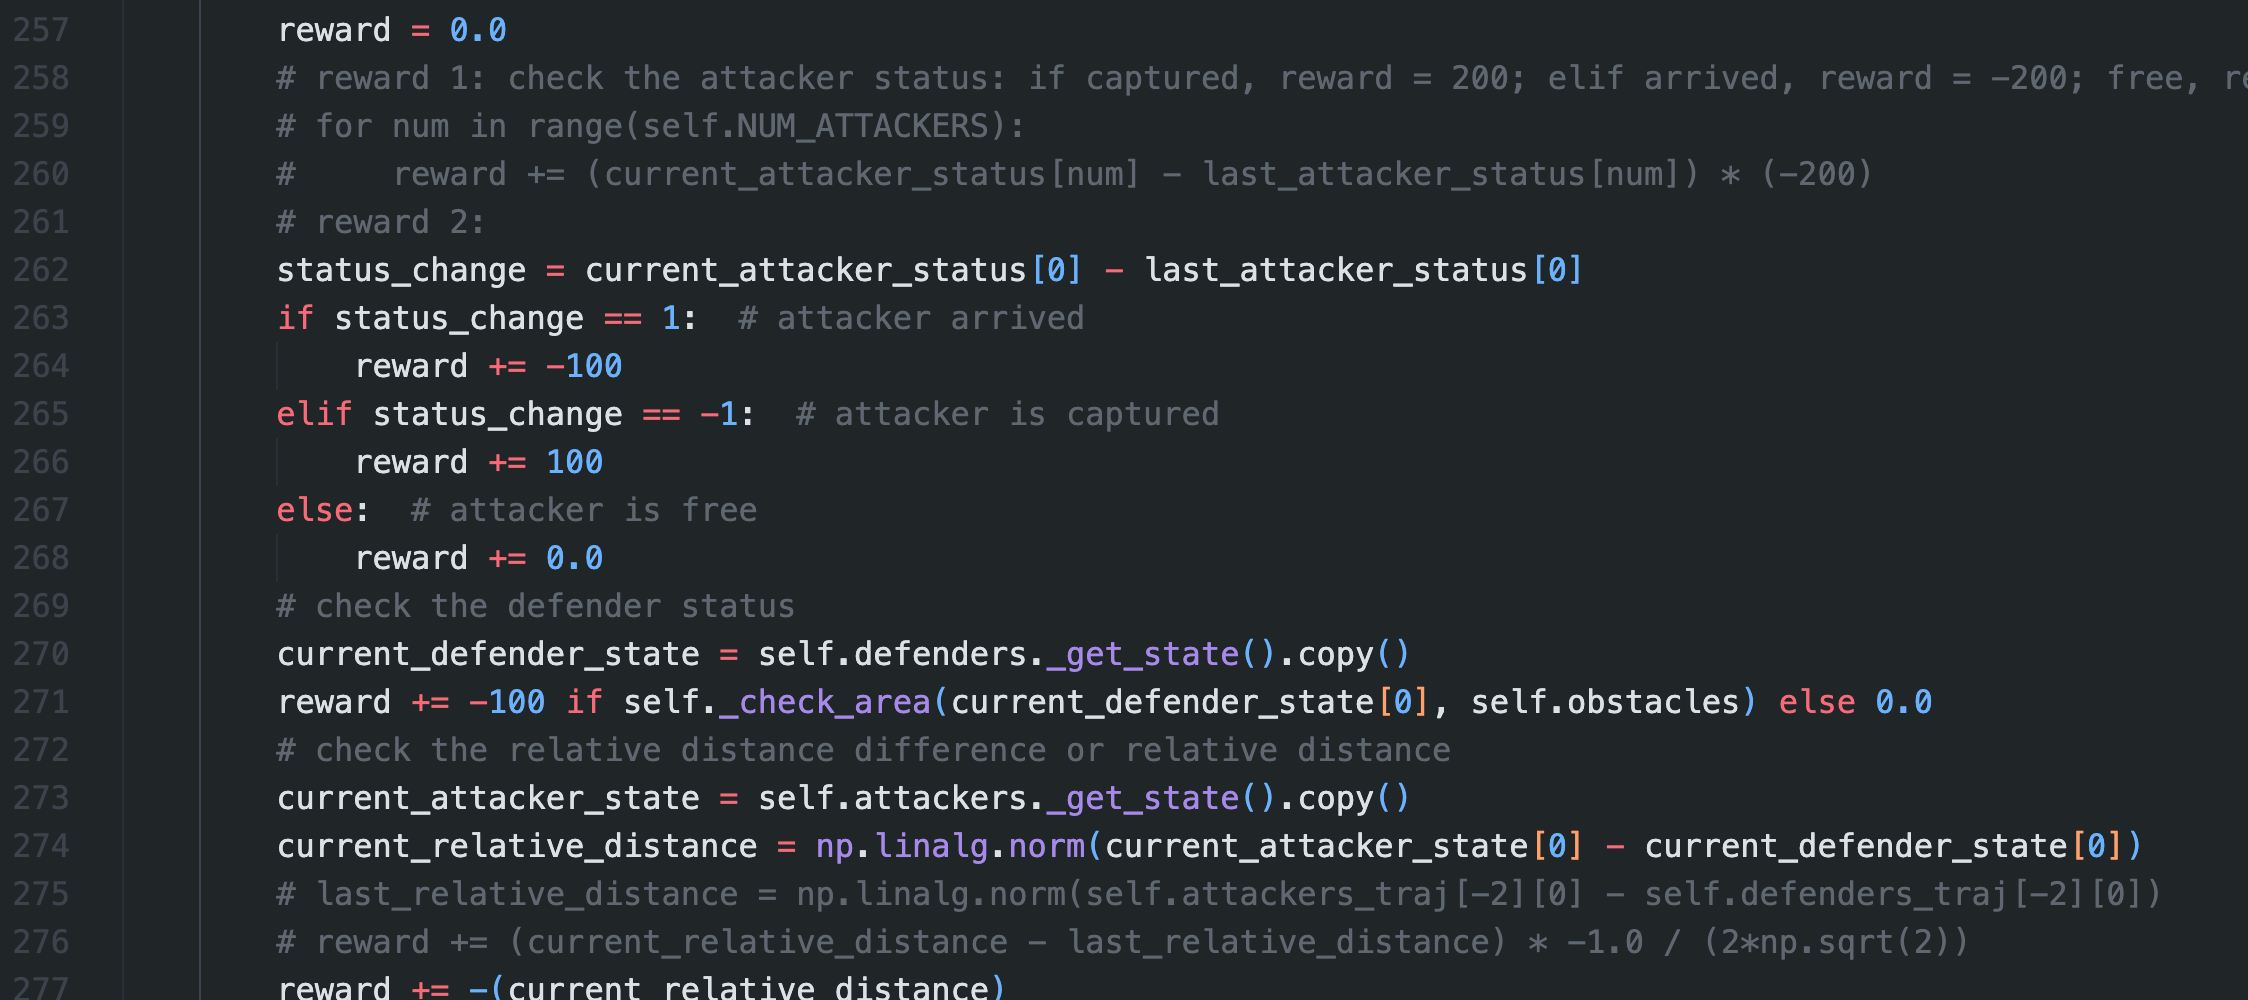 257 reward = 0.0
258 # reward 1: check the attacker status: if captured, reward = 200; elif arrived, reward = -200; free,
259 # for num in range(self.NUM_ATTACKERS):
260 #     reward += (current_attacker_status[num] - last_attacker_status[num]) * (-200)
261 # reward 2:
262 status_change = current_attacker_status[0] - last_attacker_status[0]
263 if status_change == 1:  # attacker arrived
264     reward += -100
265 elif status_change == -1:  # attacker is captured
266     reward += 100
267 else:  # attacker is free
268     reward += 0.0
269 # check the defender status
270 current_defender_state = self.defenders._get_state().copy()
271 reward += -100 if self._check_area(current_defender_state[0], self.obstacles) else 0.0
272 # check the relative distance difference or relative distance
273 current_attacker_state = self.attackers._get_state().copy()
274 current_relative_distance = np.linalg.norm(current_attacker_state[0] - current_defender_state[0])
275 # last_relative_distance = np.linalg.norm(self.attackers_traj[-2][0] - self.defenders_traj[-2][0])
276 # reward += (current_relative_distance - last_relative_distance) * -1.0 / (2*np.sqrt(2))
277 reward += -(current_relative_distance)